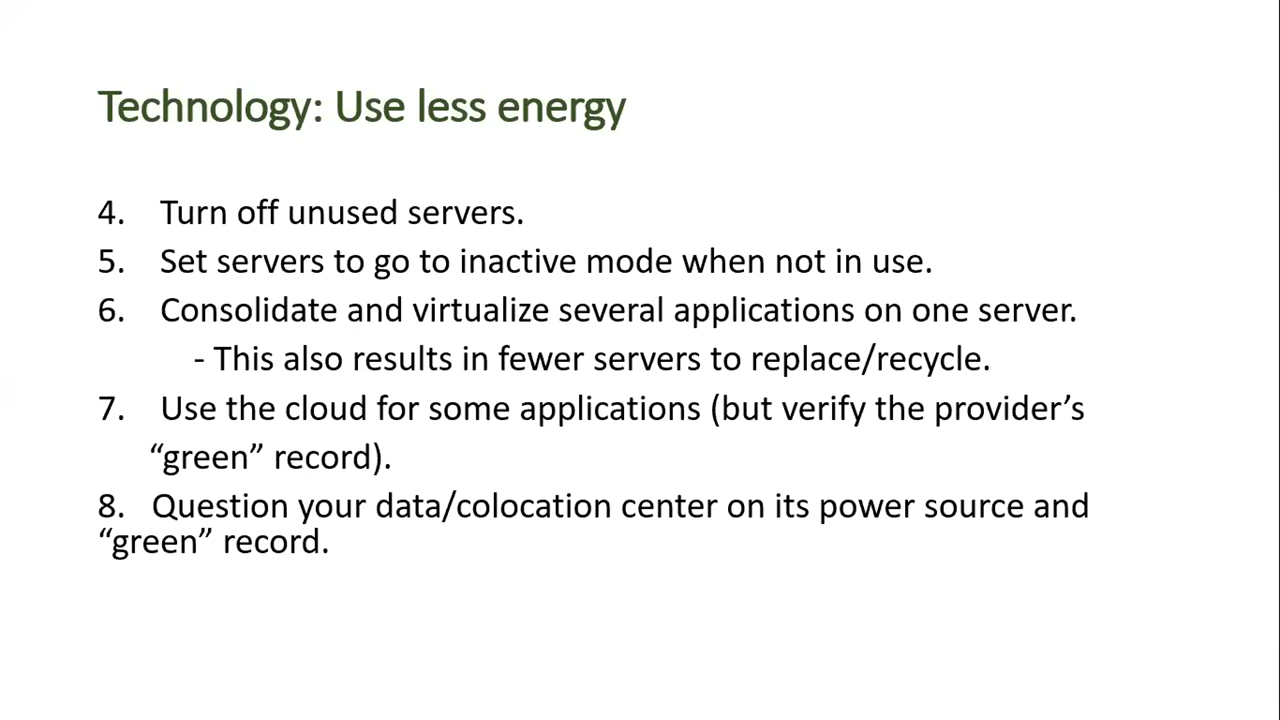 Technology: Use less energy
4. Turn off unused servers.
5. Set servers to go to inactive mode when not in use.
6. Consolidate and virtualize several applications on one server.
- This also results in fewer servers to replace/recycle.
7. Use the cloud for some applications (but verify the provider’s
“green” record).
8. Question your data/colocation center on its power source and
“green” record.